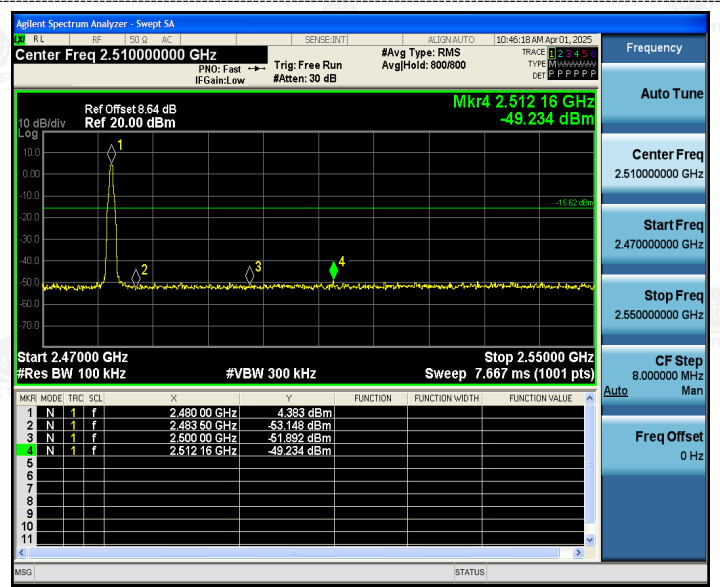 Agilent Spectrum Analyzer - Swept SA
LXI RL RF 50 Ω AC SENSE:INT ALIGN AUTO 10:46:18 AM Apr 01, 2025
Center Freq 2.510000000 GHz
PNO: Fast
IFGain:Low
Trig: Free Run
#Atten: 30 dB
#Avg Type: RMS
Avg|Hold: 800/800
TRACE 1 2 3 4 5 6
TYPE MWWWWW
DET P P P P P P
Frequency
Auto Tune
Center Freq
2.510000000 GHz
Start Freq
2.470000000 GHz
Stop Freq
2.550000000 GHz
CF Step
8.000000 MHz
Auto Man
Freq Offset
0 Hz
Mkr4 2.512 16 GHz
-49.234 dBm
Ref Offset 8.64 dB
10 dB/div Ref 20.00 dBm
Log
10.0
0.00
-10.0
-20.0
-30.0
-40.0
-50.0
-60.0
-70.0
1
2
3
4
-15.62 dBm
Start 2.47000 GHz Stop 2.55000 GHz
#Res BW 100 kHz #VBW 300 kHz Sweep 7.667 ms (1001 pts)
MKR MODE TRC SCL X Y FUNCTION FUNCTION WIDTH FUNCTION VALUE
1 N 1 f 2.480 00 GHz 4.383 dBm
2 N 1 f 2.483 50 GHz -53.148 dBm
3 N 1 f 2.500 00 GHz -51.892 dBm
4 N 1 f 2.512 16 GHz -49.234 dBm
5
6
7
8
9
10
11
MSG STATUS